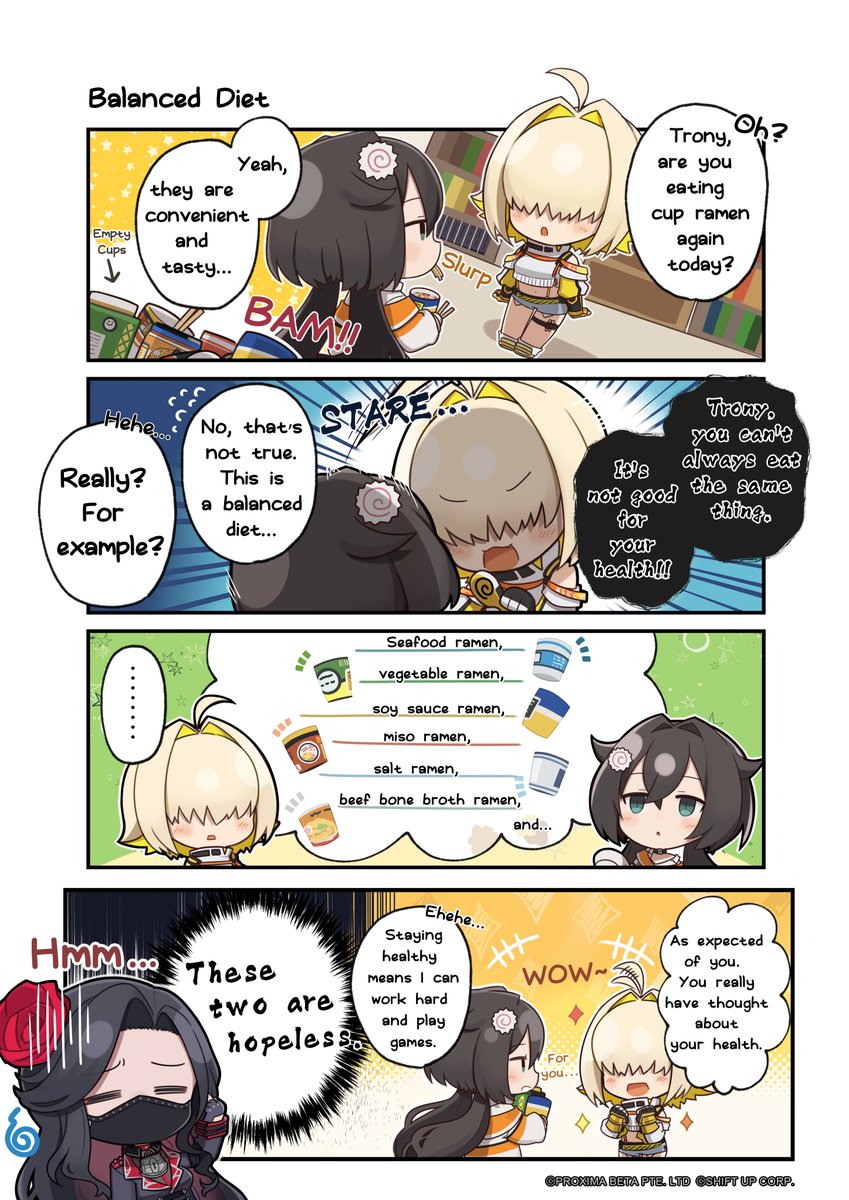 Balanced Diet
Oh?
Trony,
are you
eating
cup ramen
again
today?
Yeah,
they are
convenient
and
tasty...
Empty
Cups
Slurp
BAM!!
Trony,
you can't
always eat
the same
thing.
It's
not good
for
your
health!!
STARE...
No, that's
not true.
This is
a balanced
diet...
Hehe...
Really?
For
example?
Seafood ramen,
vegetable ramen,
soy sauce ramen,
miso ramen,
salt ramen,
beef bone broth ramen,
and...
.........
As expected
of you.
You really
have thought
about
your health.
WOW~
For
you...
Ehehe...
Staying
healthy
means I can
work hard
and play
games.
These
two are
hopeless.
Hmm...
©PROXIMA BETA PTE. LTD ©SHIFT UP CORP.